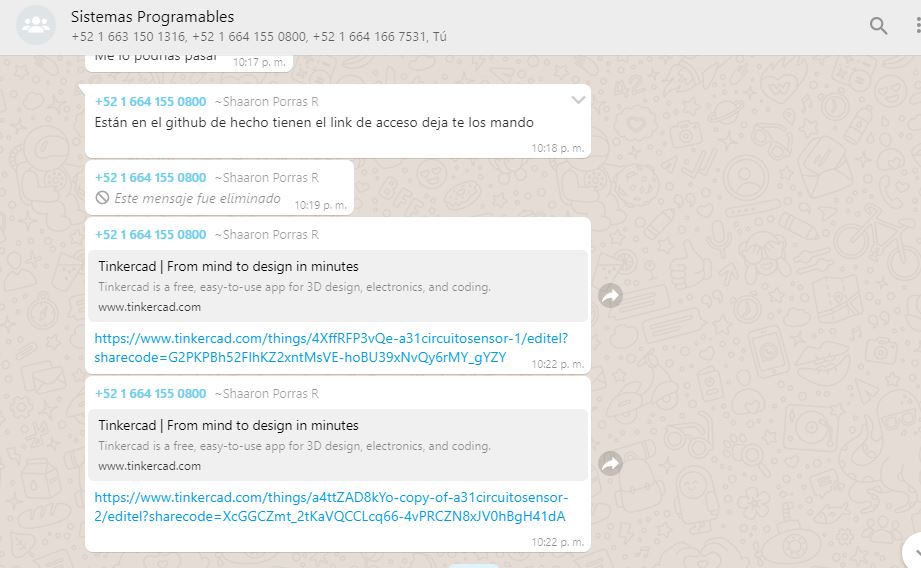 Sistemas Programables
+52 1 663 150 1316, +52 1 664 155 0800, +52 1 664 166 7531, Tú
Me lo podrías pasar
10:17 p. m.
+52 1 664 155 0800 ~Shaaron Porras R
Están en el github de hecho tienen el link de acceso deja te los mando
10:18 p. m.
+52 1 664 155 0800 ~Shaaron Porras R
Este mensaje fue eliminado 10:19 p. m.
+52 1 664 155 0800 ~Shaaron Porras R
Tinkercad | From mind to design in minutes
Tinkercad is a free, easy-to-use app for 3D design, electronics, and coding.
www.tinkercad.com
https://www.tinkercad.com/things/4XffRFP3vQe-a31circuitosensor-1/editel?
sharecode=G2PKPBh52FlhKZ2xntMsVE-hoBU39xNvQy6rMY_gYZY
10:22 p. m.
+52 1 664 155 0800 ~Shaaron Porras R
Tinkercad | From mind to design in minutes
Tinkercad is a free, easy-to-use app for 3D design, electronics, and coding.
www.tinkercad.com
https://www.tinkercad.com/things/a4ttZAD8kYo-copy-of-a31circuitosensor-
2/editel?sharecode=XcGGCZmt_2tKaVQCCLcq66-4vPRCZN8xJV0hBgH41dA
10:22 p. m.